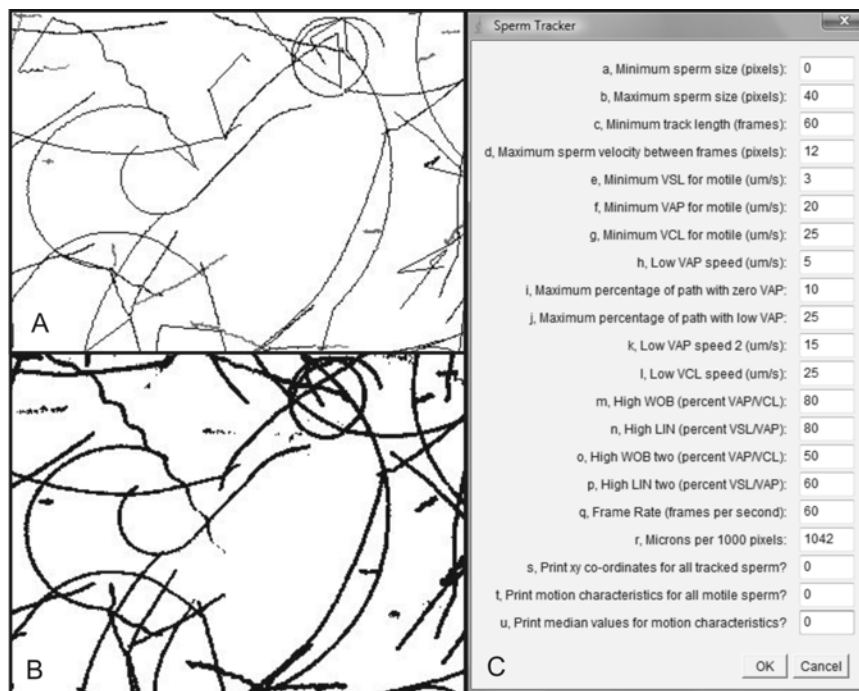 A
B
Sperm Tracker
a, Minimum sperm size (pixels): 0
b, Maximum sperm size (pixels): 40
c, Minimum track length (frames): 60
d, Maximum sperm velocity between frames (pixels): 12
e, Minimum VSL for motile (um/s): 3
f, Minimum VAP for motile (um/s): 20
g, Minimum VCL for motile (um/s): 25
h, Low VAP speed (um/s): 5
i, Maximum percentage of path with zero VAP: 10
j, Maximum percentage of path with low VAP: 25
k, Low VAP speed 2 (um/s): 15
l, Low VCL speed (um/s): 25
m, High WOB (percent VAP/VCL): 80
n, High LIN (percent VSL/VAP): 80
o, High WOB two (percent VAP/VCL): 50
p, High LIN two (percent VSL/VAP): 60
q, Frame Rate (frames per second): 60
r, Microns per 1000 pixels: 1042
s, Print xy co-ordinates for all tracked sperm? 0
t, Print motion characteristics for all motile sperm? 0
u, Print median values for motion characteristics? 0
C
OK Cancel